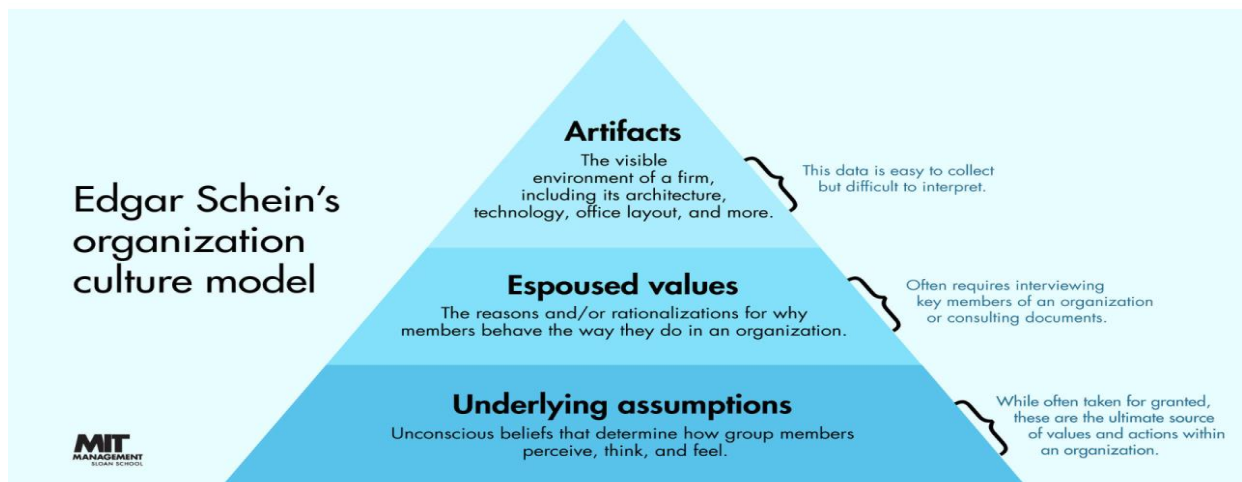 Edgar Schein's
organization
culture model
Artifacts
The visible
environment of a firm,
including its architecture,
technology, office layout, and more.
This data is easy to collect
but difficult to interpret.
Espoused values
The reasons and/or rationalizations for why
members behave the way they do in an organization.
Often requires interviewing
key members of an organization
or consulting documents.
Underlying assumptions
Unconscious beliefs that determine how group members
perceive, think, and feel.
While often taken for granted,
these are the ultimate source
of values and actions within
an organization.
MIT
MANAGEMENT
SLOAN SCHOOL